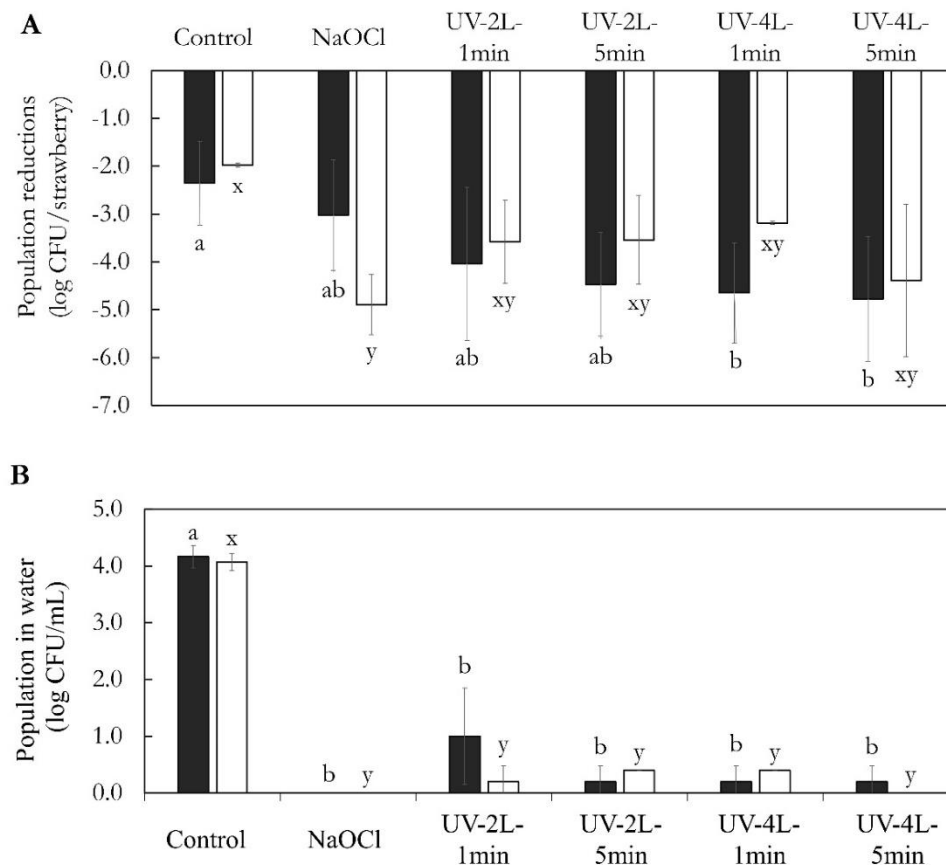 A
Control NaOCl UV-2L-1min UV-2L-5min UV-4L-1min UV-4L-5min
Population reductions
(log CFU/strawberry)
0.0
-1.0
-2.0
-3.0
-4.0
-5.0
-6.0
-7.0
a x ab y ab xy ab xy b xy b xy
B
Population in water
(log CFU/mL)
5.0
4.0
3.0
2.0
1.0
0.0
a x b y b y b y b y b y
Control NaOCl UV-2L-1min UV-2L-5min UV-4L-1min UV-4L-5min